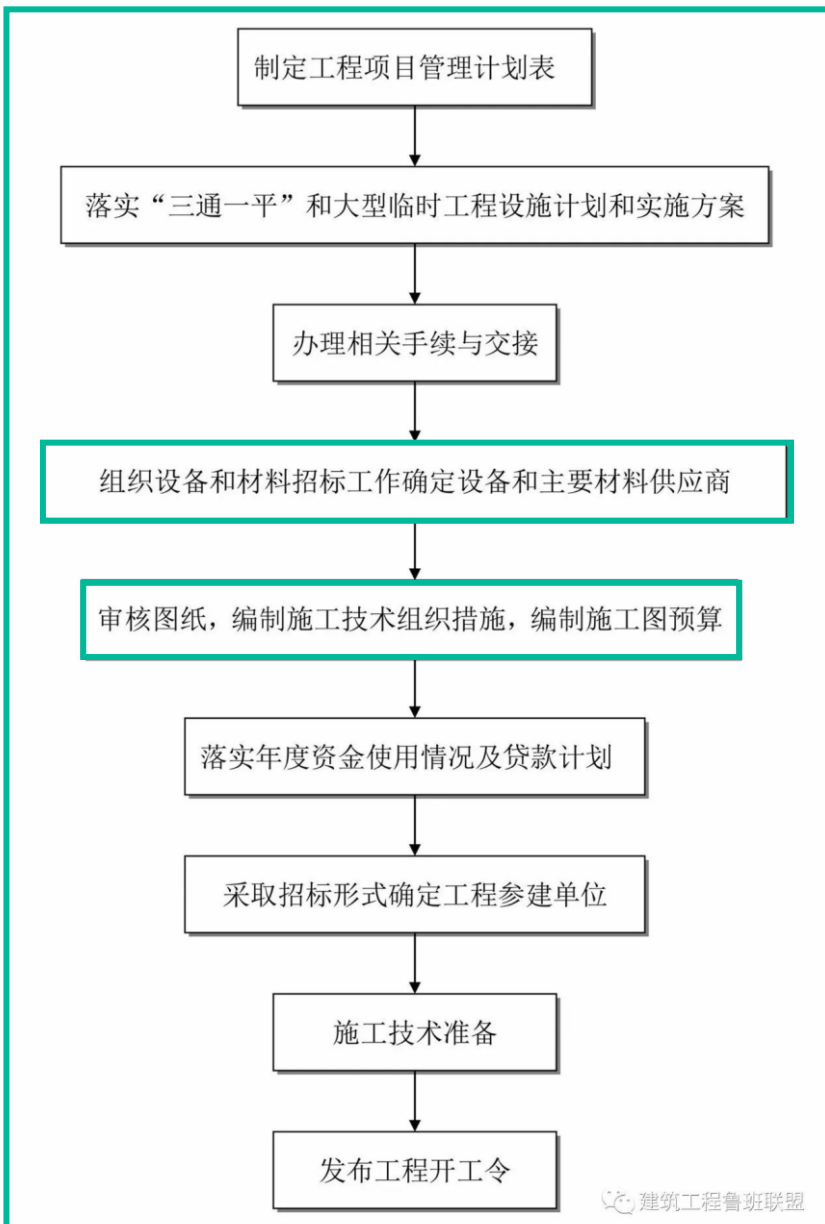 制定工程项目管理计划表
落实“三通一平”和大型临时工程设施计划和实施方案
办理相关手续与交接
组织设备和材料招标工作确定设备和主要材料供应商
审核图纸，编制施工技术组织措施，编制施工图预算
落实年度资金使用情况及贷款计划
采取招标形式确定工程参建单位
施工技术准备
发布工程开工令
建筑工程鲁班联盟